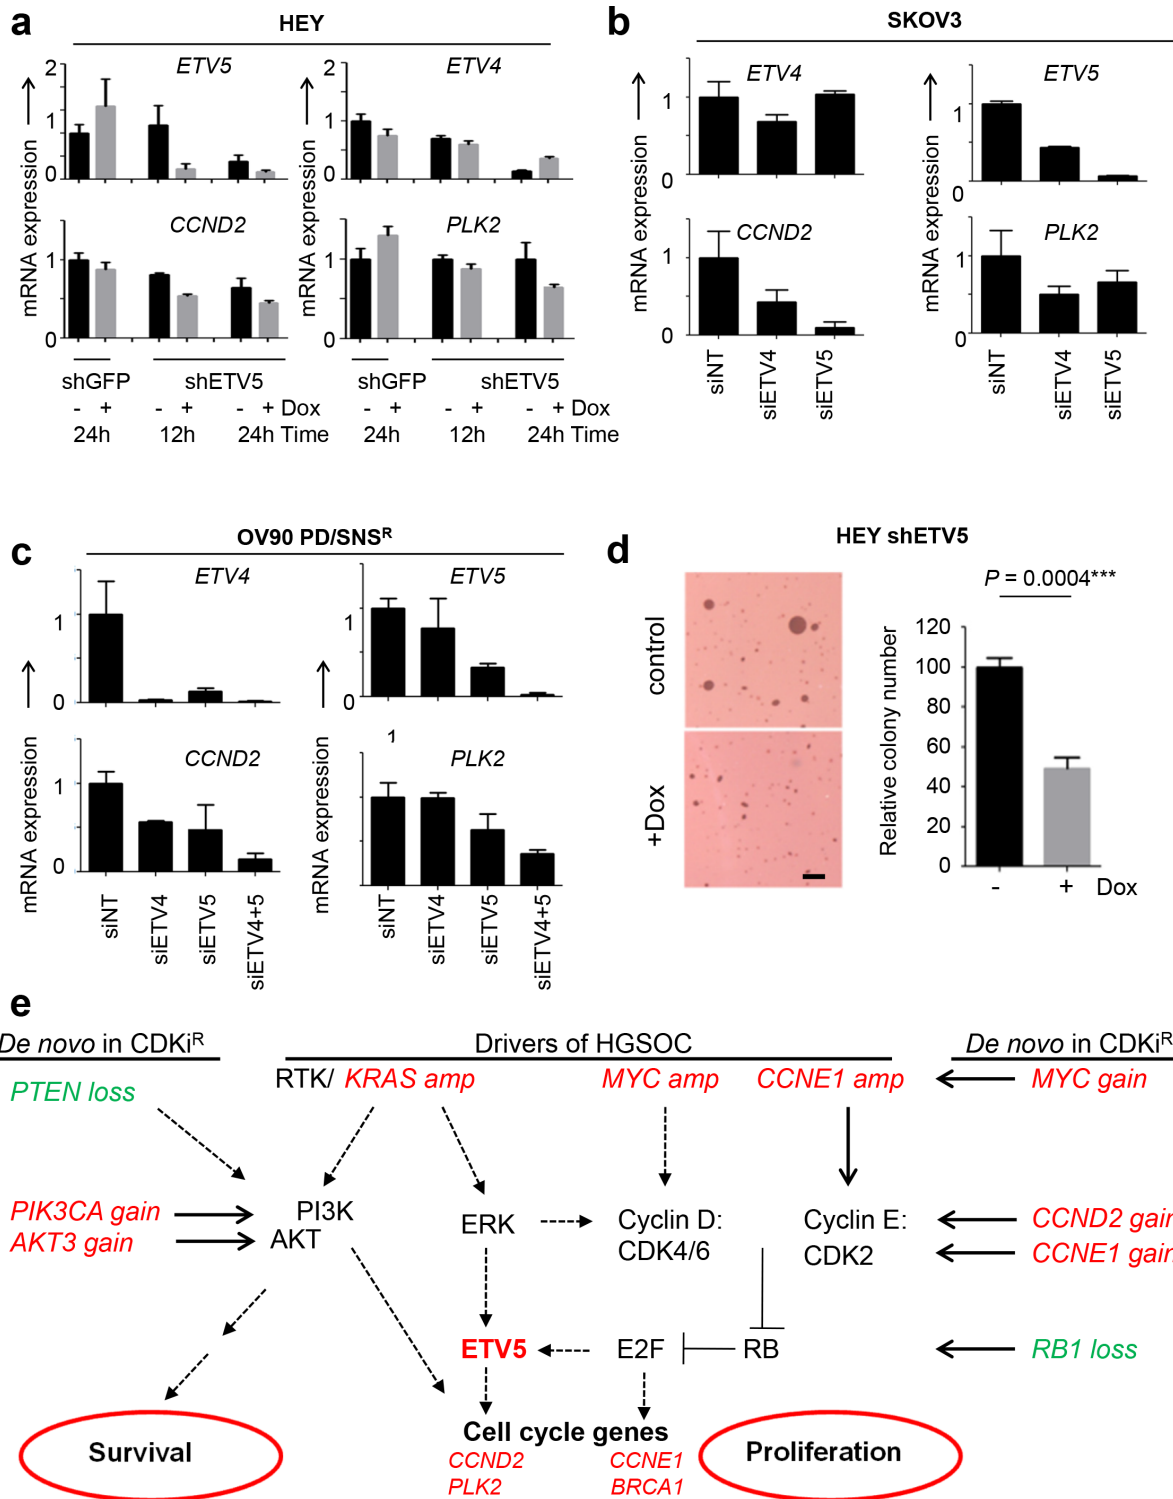 a
HEY
ETV5
ETV4
2
1
0
2
1
0
mRNA expression
mRNA expression
CCND2
PLK2
1
0
1
0
shGFP
shETV5
shGFP
shETV5
- + - + - + Dox
- + - + - + Dox
24h 12h 24h Time
24h 12h 24h Time
b
SKOV3
ETV4
ETV5
1
0
1
0
mRNA expression
mRNA expression
CCND2
PLK2
1
0
1
0
siNT
siETV4
siETV5
siNT
siETV4
siETV5
c
OV90 PD/SNSᴿ
ETV4
ETV5
1
0
1
0
mRNA expression
mRNA expression
CCND2
PLK2
1
0
1
siNT
siETV4
siETV5
siETV4+5
siNT
siETV4
siETV5
siETV4+5
d
HEY shETV5
control
+Dox
P = 0.0004***
Relative colony number
120
100
80
60
40
20
0
- + Dox
e
De novo in CDKiᴿ
Drivers of HGSOC
De novo in CDKiᴿ
PTEN loss
RTK/ KRAS amp
MYC amp
CCNE1 amp
MYC gain
PIK3CA gain
AKT3 gain
PI3K
AKT
ERK
Cyclin D:
CDK4/6
Cyclin E:
CDK2
CCND2 gain
CCNE1 gain
ETV5
E2F
RB
RB1 loss
Survival
Cell cycle genes
CCND2
PLK2
CCNE1
BRCA1
Proliferation